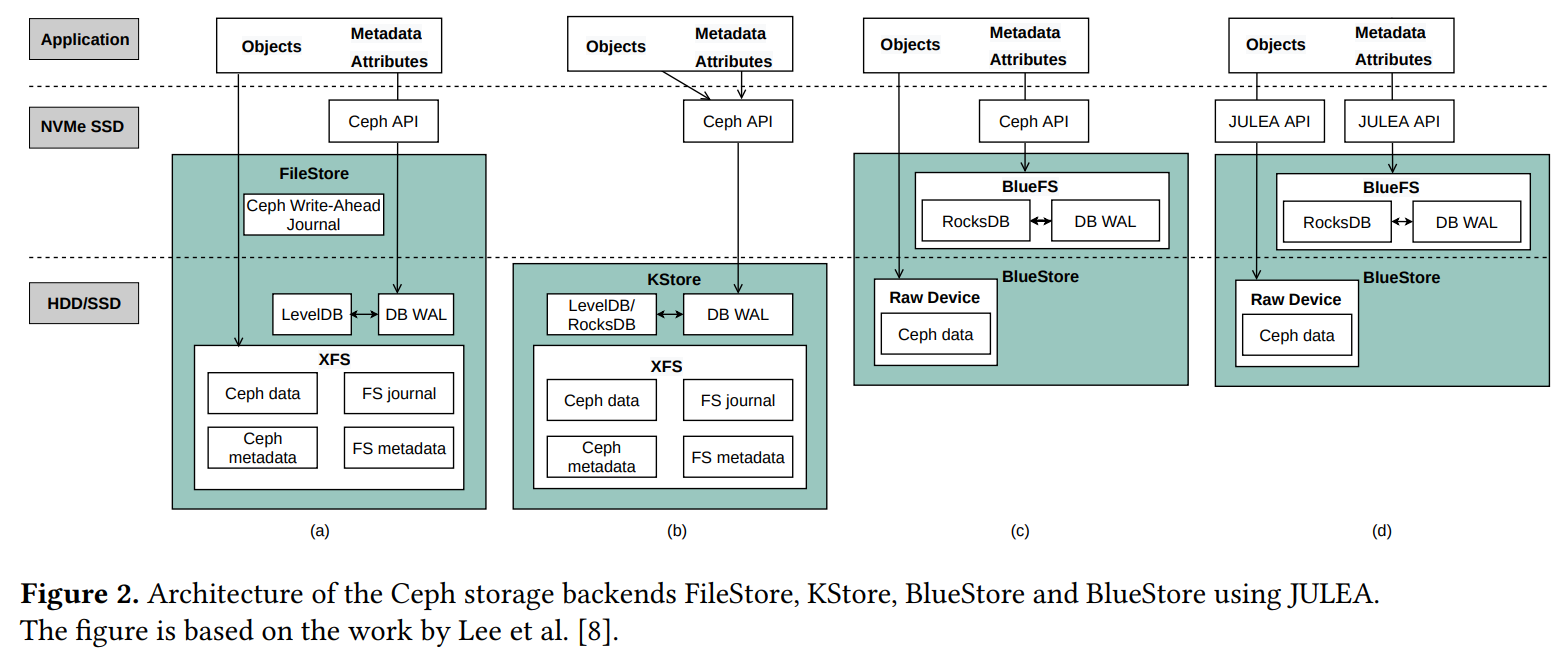 Application
NVMe SSD
HDD/SSD
Objects
Metadata
Attributes
Ceph API
FileStore
Ceph Write-Ahead
Journal
LevelDB
DB WAL
XFS
Ceph data
FS journal
Ceph
metadata
FS metadata
(a)
Objects
Metadata
Attributes
Ceph API
KStore
LevelDB/
RocksDB
DB WAL
XFS
Ceph data
FS journal
Ceph
metadata
FS metadata
(b)
Objects
Metadata
Attributes
Ceph API
BlueFS
RocksDB
DB WAL
BlueStore
Raw Device
Ceph data
(c)
Objects
Metadata
Attributes
JULEA API
JULEA API
BlueFS
RocksDB
DB WAL
BlueStore
Raw Device
Ceph data
(d)
Figure 2. Architecture of the Ceph storage backends FileStore, KStore, BlueStore and BlueStore using JULEA.
The figure is based on the work by Lee et al. [8].